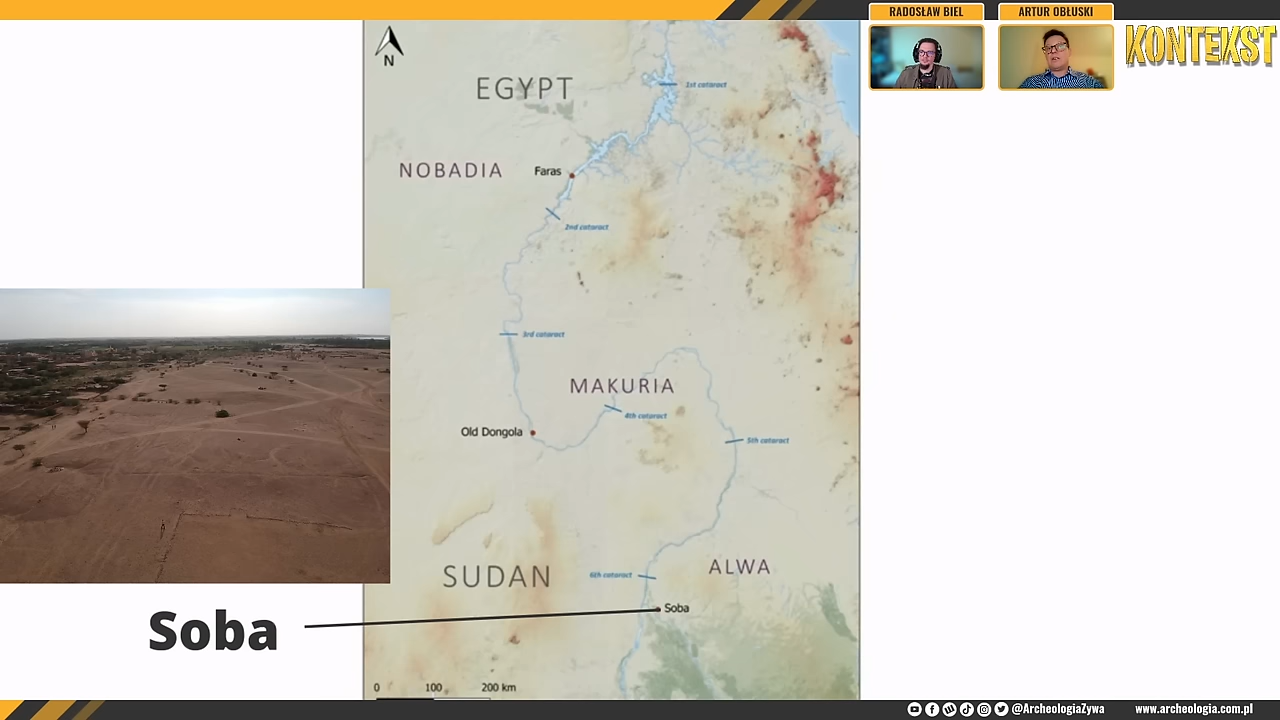 RADOSŁAW BIEL
ARTUR OBŁUSKI
KONTEKST
N
EGYPT
1st cataract
NOBADIA
Faras
2nd cataract
3rd cataract
MAKURIA
4th cataract
Old Dongola
5th cataract
SUDAN
6th cataract
ALWA
Soba
Soba
0 100 200 km
@ArcheologiaZywa
www.archeologia.com.pl